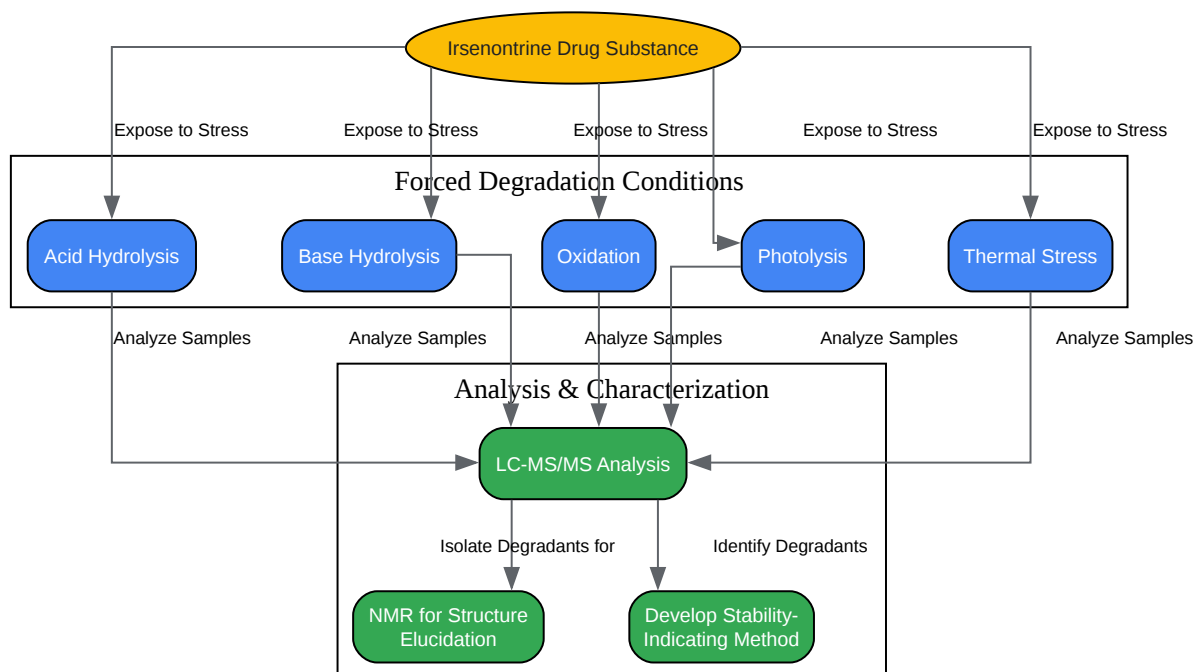 Irsenontrine Drug Substance
Expose to Stress
Expose to Stress
Expose to Stress
Expose to Stress
Expose to Stress
Forced Degradation Conditions
Acid Hydrolysis
Base Hydrolysis
Oxidation
Photolysis
Thermal Stress
Analyze Samples
Analyze Samples
Analyze Samples
Analyze Samples
Analyze Samples
Analysis & Characterization
LC-MS/MS Analysis
Isolate Degradants for
Identify Degradants
NMR for Structure
Elucidation
Develop Stability-
Indicating Method